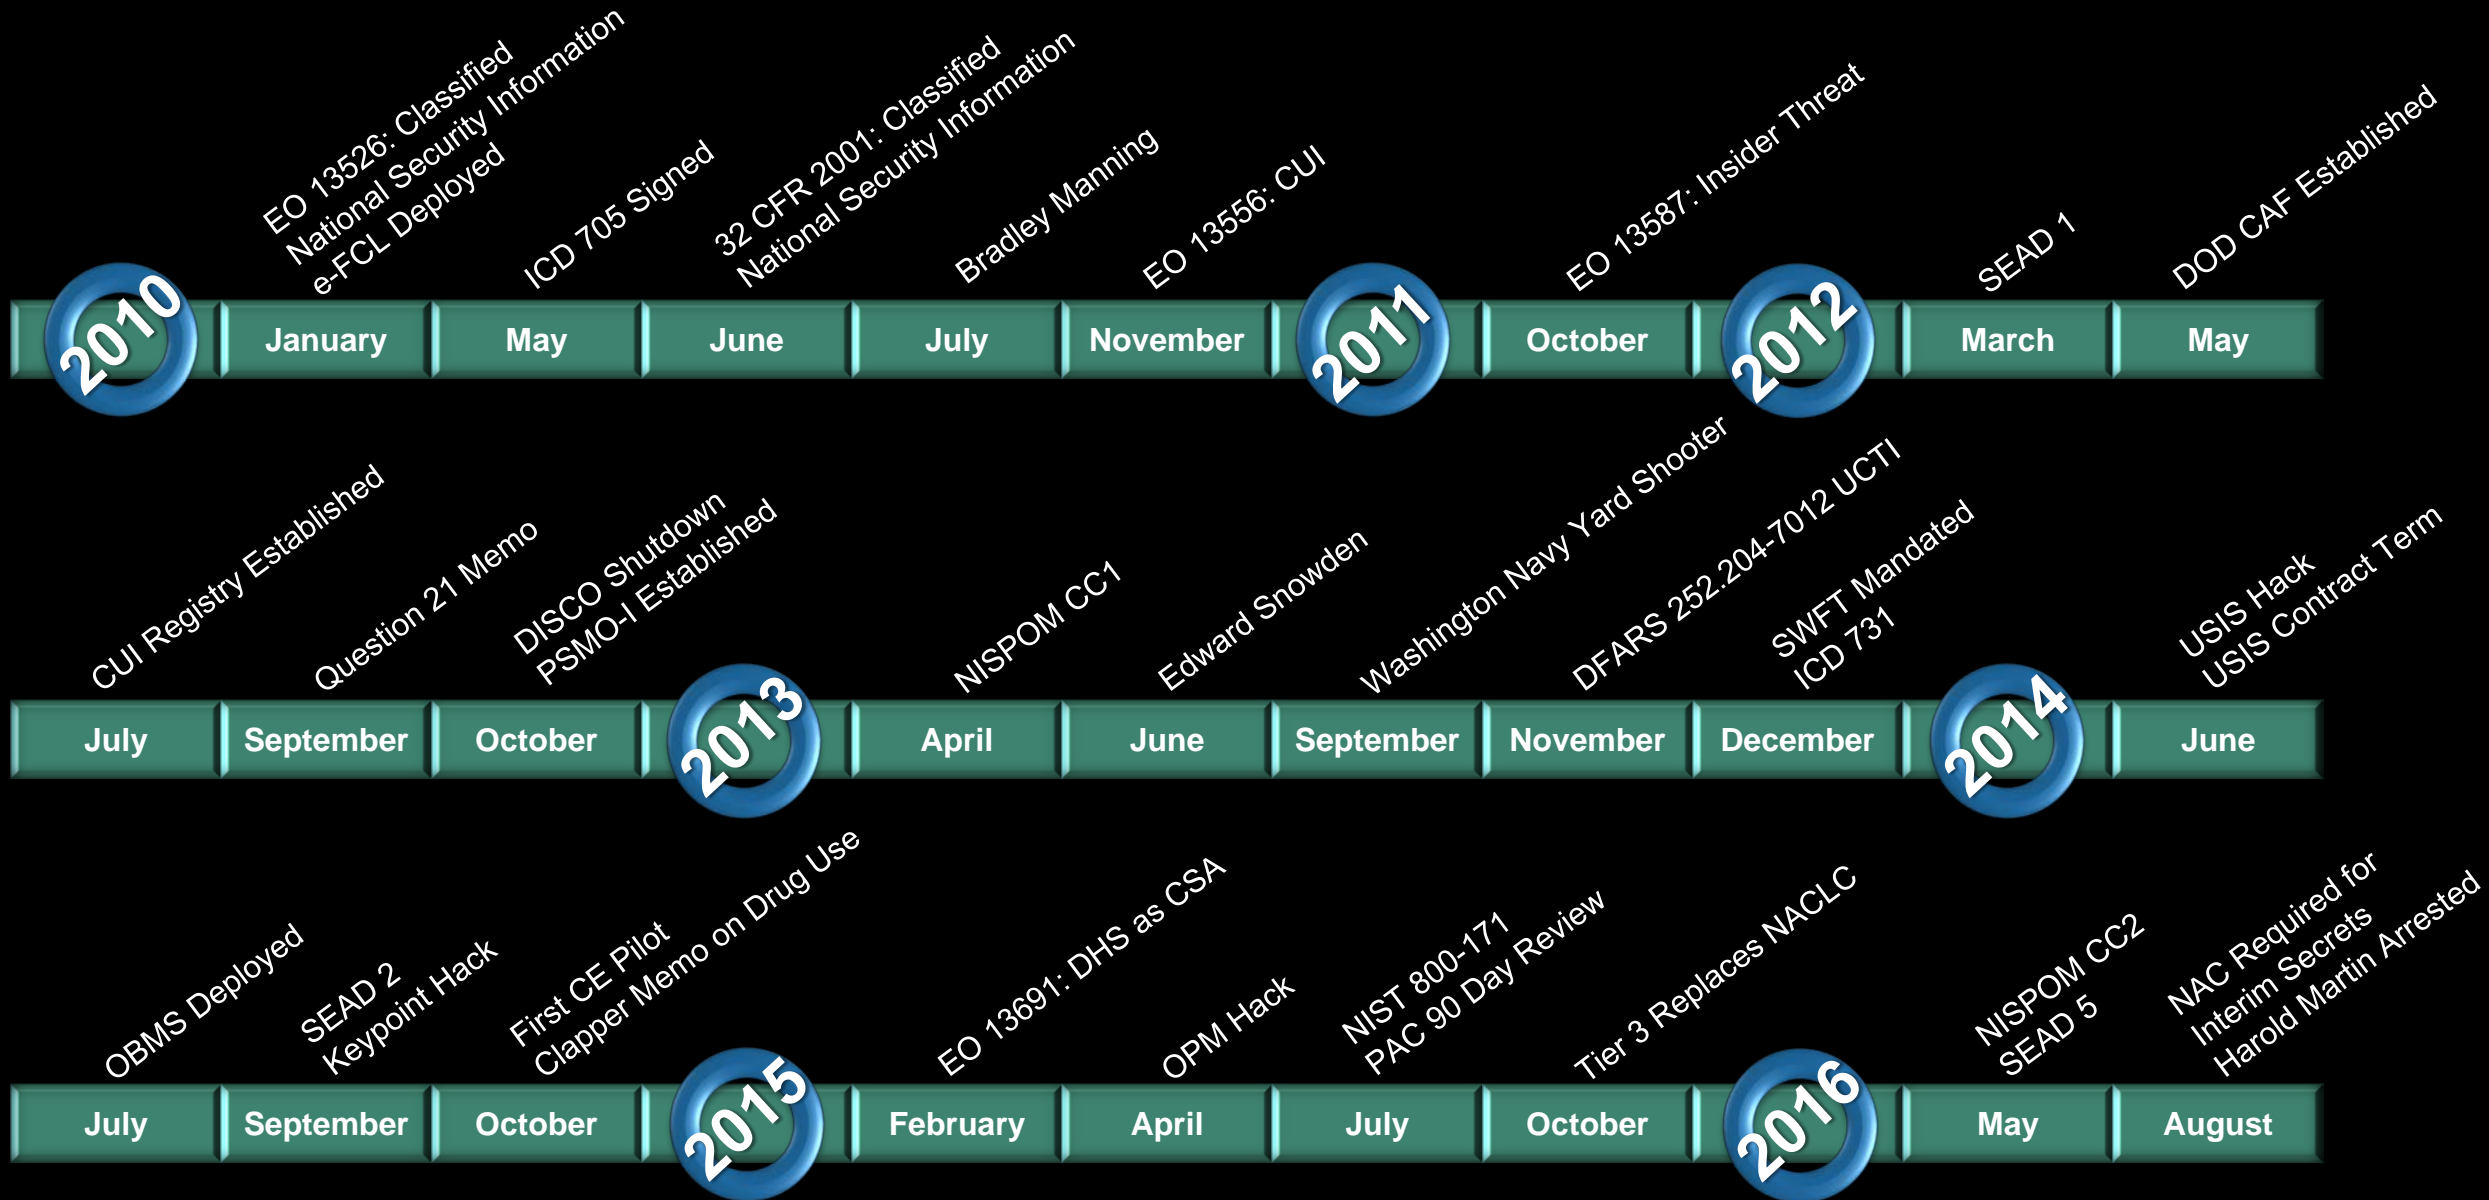 2010
EO 13526: Classified
National Security Information
e-FCL Deployed
January
ICD 705 Signed
May
32 CFR 2001: Classified
National Security Information
June
Bradley Manning
July
EO 13556: CUI
November
2011
EO 13587: Insider Threat
October
2012
SEAD 1
March
DOD CAF Established
May
CUI Registry Established
July
Question 21 Memo
September
DISCO Shutdown
PSMO-I Established
October
2013
NISPOM CC1
April
Edward Snowden
June
Washington Navy Yard Shooter
September
DFARS 252.204-7012 UCTI
November
SWFT Mandated
ICD 731
December
2014
USIS Hack
USIS Contract Term
June
OBMS Deployed
July
SEAD 2
Keypoint Hack
September
First CE Pilot
Clapper Memo on Drug Use
October
2015
EO 13691: DHS as CSA
February
OPM Hack
April
NIST 800-171
PAC 90 Day Review
July
Tier 3 Replaces NACLC
October
2016
NISPOM CC2
SEAD 5
May
NAC Required for
Interim Secrets
Harold Martin Arrested
August